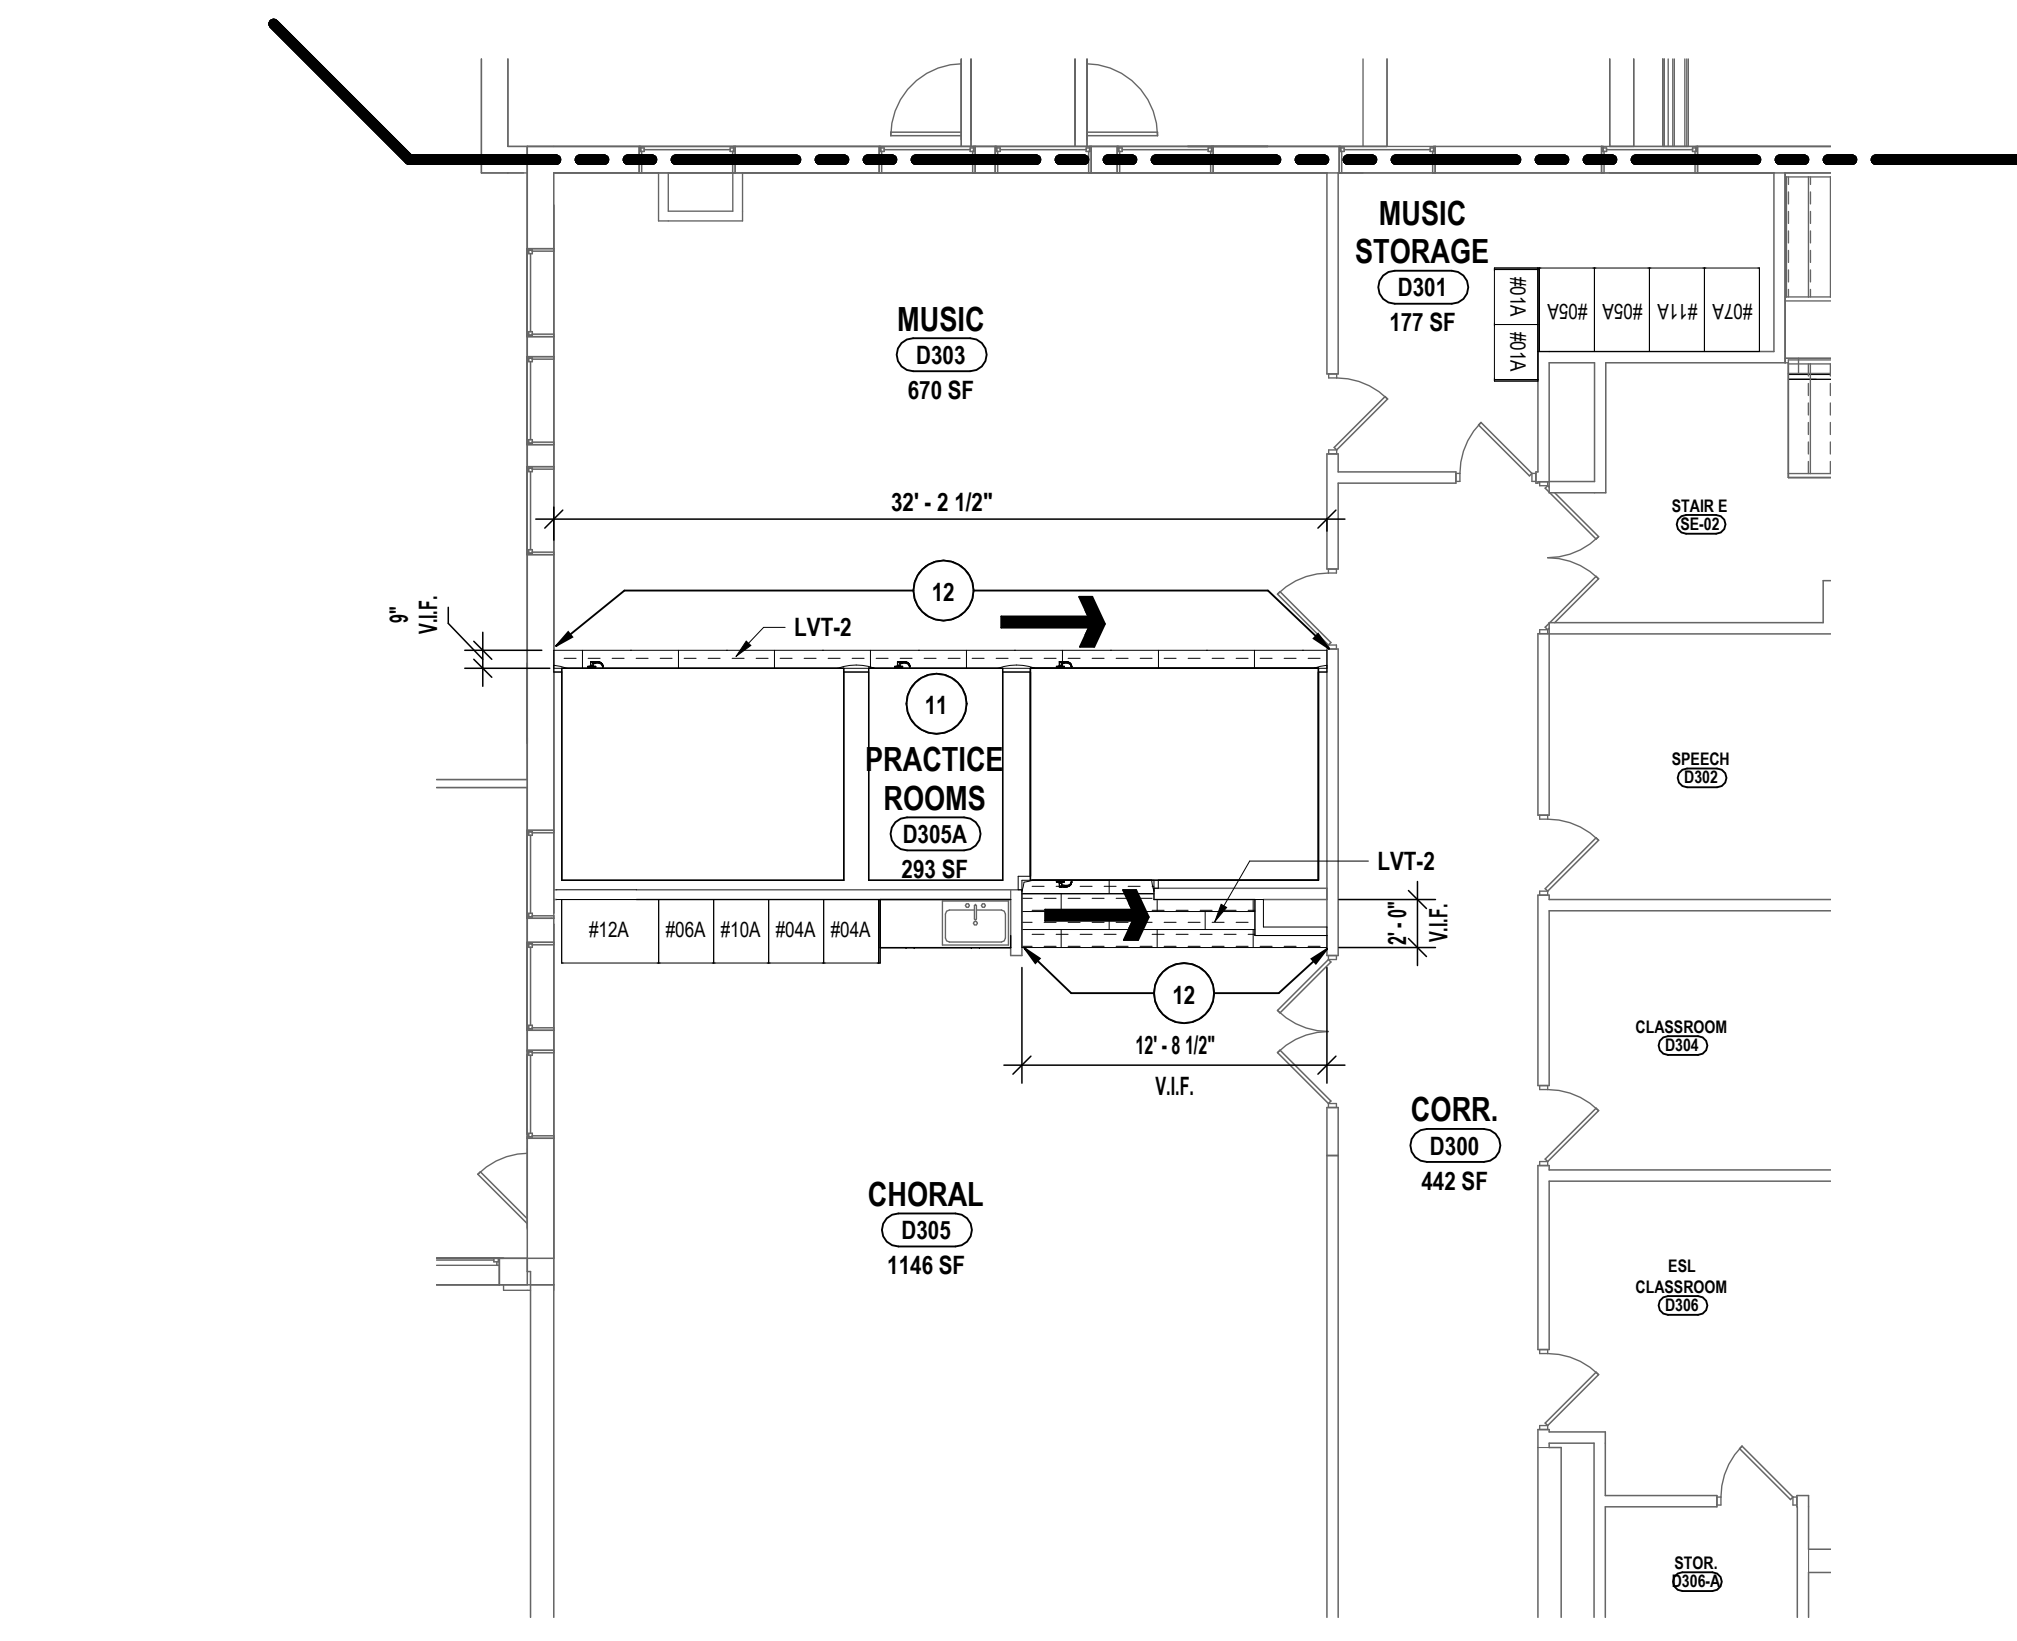 MUSIC
STORAGE
D301
177 SF
#01A
#01A
#05A
#05A
#11A
#07A
MUSIC
D303
670 SF
32' - 2 1/2"
STAIR E
SE-02
12
9"
V.I.F.
LVT-2
11
PRACTICE
ROOMS
D305A
293 SF
SPEECH
D302
LVT-2
#12A
#06A
#10A
#04A
#04A
2' - 0"
V.I.F.
12
12' - 8 1/2"
V.I.F.
CLASSROOM
D304
CORR.
D300
442 SF
CHORAL
D305
1146 SF
ESL
CLASSROOM
D306
STOR.
D306-A